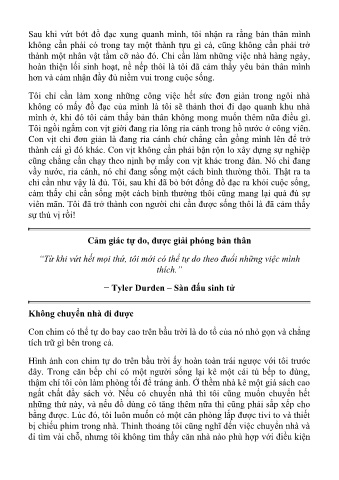 Sau khi vứt bớt đồ đạc xung quanh mình, tôi nhận ra rằng bản thân mình
không cần phải có trong tay một thành tựu gì cả, cũng không cần phải trở
thành một nhân vật tầm cỡ nào đó. Chỉ cần làm những việc nhà hàng ngày,
hoàn thiện lối sinh hoạt, nề nếp thôi là tôi đã cảm thấy yêu bản thân mình
hơn và cảm nhận đầy đủ niềm vui trong cuộc sống.
Tôi chỉ cần làm xong những công việc hết sức đơn giản trong ngôi nhà
không có mấy đồ đạc của mình là tôi sẽ thảnh thơi đi dạo quanh khu nhà
mình ở, khi đó tôi cảm thấy bản thân không mong muốn thêm nữa điều gì.
Tôi ngồi ngắm con vịt giời đang rỉa lông rỉa cánh trong hồ nước ở công viên.
Con vịt chỉ đơn giản là đang rỉa cánh chứ chẳng cần gồng mình lên để trở
thành cái gì đó khác. Con vịt không cần phải bận rộn lo xây dựng sự nghiệp
cũng chẳng cần chạy theo nịnh bợ mấy con vịt khác trong đàn. Nó chỉ đang
vầy nước, rỉa cánh, nó chỉ đang sống một cách bình thường thôi. Thật ra ta
chỉ cần như vậy là đủ. Tôi, sau khi đã bỏ bớt đống đồ đạc ra khỏi cuộc sống,
cảm thấy chỉ cần sống một cách bình thường thôi cũng mang lại quá đủ sự
viên mãn. Tôi đã trở thành con người chỉ cần được sống thôi là đã cảm thấy
sự thú vị rồi!
Cảm giác tự do, được giải phóng bản thân
“Từ khi vứt hết mọi thứ, tôi mới có thể tự do theo đuổi những việc mình
thích.”
− Tyler Durden – Sàn đấu sinh tử
Không chuyển nhà đi được
Con chim có thể tự do bay cao trên bầu trời là do tổ của nó nhỏ gọn và chẳng
tích trữ gì bên trong cả.
Hình ảnh con chim tự do trên bầu trời ấy hoàn toàn trái ngược với tôi trước
đây. Trong căn bếp chỉ có một người sống lại kê một cái tủ bếp to đùng,
thậm chí tôi còn làm phòng tối để tráng ảnh. Ở thềm nhà kê một giá sách cao
ngất chất đầy sách vở. Nếu có chuyển nhà thì tôi cũng muốn chuyển hết
những thứ này, và nếu đồ dùng có tăng thêm nữa thì cũng phải sắp xếp cho
bằng được. Lúc đó, tôi luôn muốn có một căn phòng lắp được tivi to và thiết
bị chiếu phim trong nhà. Thỉnh thoảng tôi cũng nghĩ đến việc chuyển nhà và
đi tìm vài chỗ, nhưng tôi không tìm thấy căn nhà nào phù hợp với điều kiện